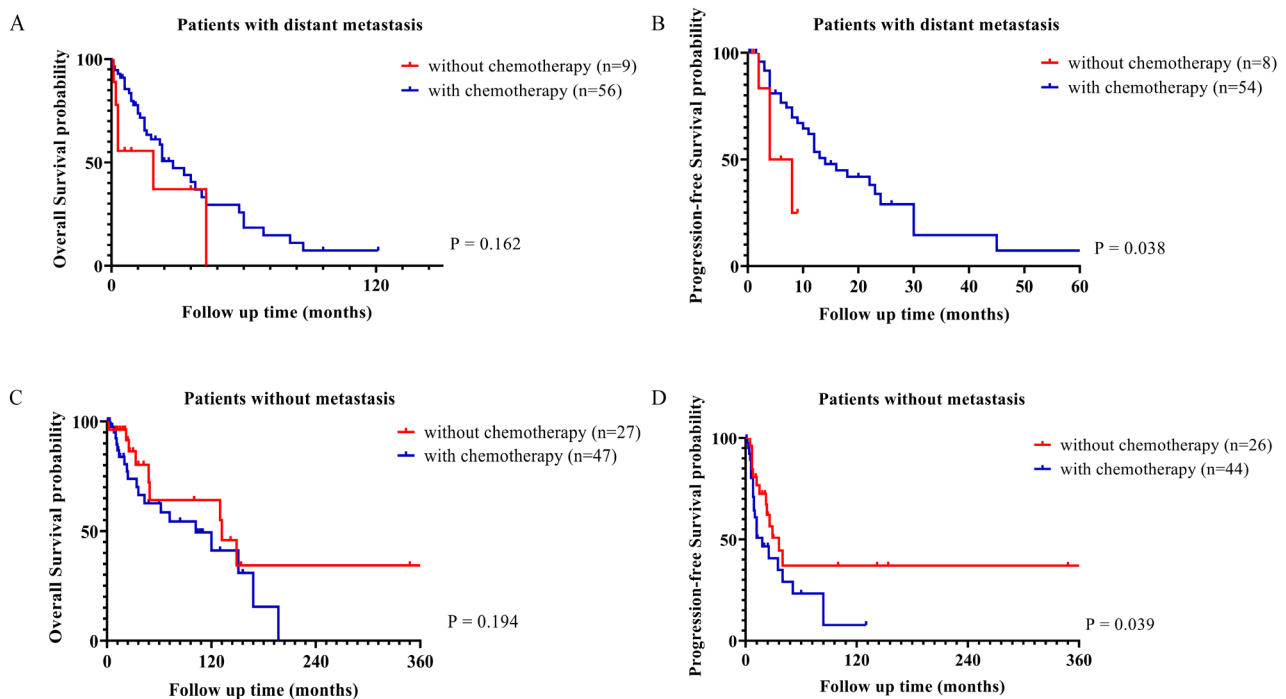 A
Patients with distant metastasis
without chemotherapy (n=9)
with chemotherapy (n=56)
Overall Survival probability
100
50
0
0
120
P = 0.162
Follow up time (months)
B
Patients with distant metastasis
without chemotherapy (n=8)
with chemotherapy (n=54)
Progression-free Survival probability
100
50
0
0
10
20
30
40
50
60
P = 0.038
Follow up time (months)
C
Patients without metastasis
without chemotherapy (n=27)
with chemotherapy (n=47)
Overall Survival probability
100
50
0
0
120
240
360
P = 0.194
Follow up time (months)
D
Patients without metastasis
without chemotherapy (n=26)
with chemotherapy (n=44)
Progression-free Survival probability
100
50
0
0
120
240
360
P = 0.039
Follow up time (months)